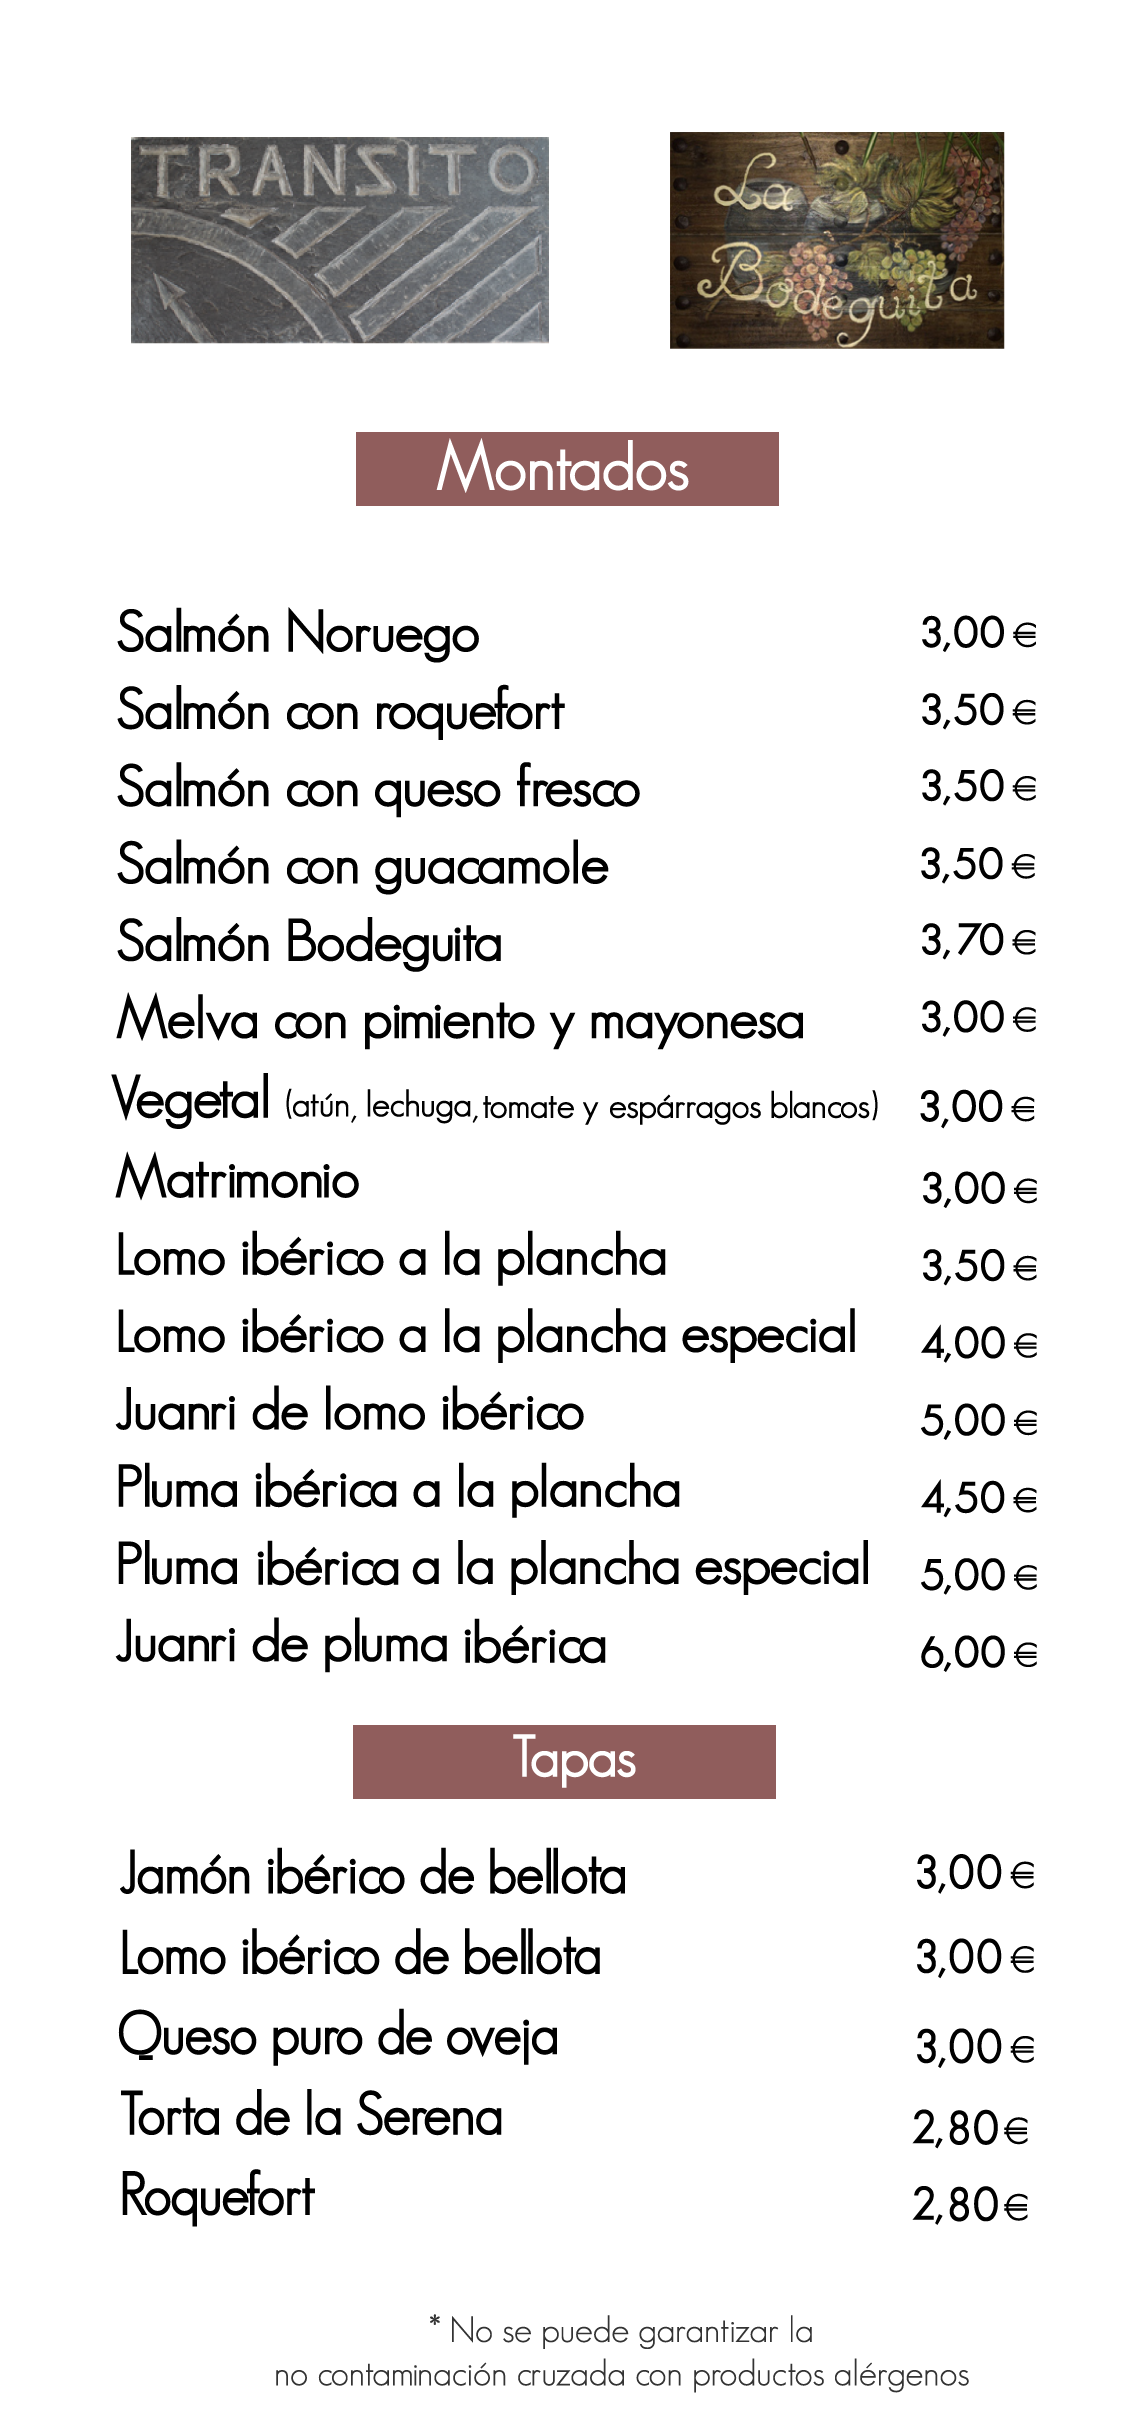 TRANSITO
La
Bodeguita
Montados
Salmón Noruego 3,00 €
Salmón con roquefort 3,50 €
Salmón con queso fresco 3,50 €
Salmón con guacamole 3,50 €
Salmón Bodeguita 3,70 €
Melva con pimiento y mayonesa 3,00 €
Vegetal (atún, lechuga, tomate y espárragos blancos) 3,00 €
Matrimonio 3,00 €
Lomo ibérico a la plancha 3,50 €
Lomo ibérico a la plancha especial 4,00 €
Juanri de lomo ibérico 5,00 €
Pluma ibérica a la plancha 4,50 €
Pluma ibérica a la plancha especial 5,00 €
Juanri de pluma ibérica 6,00 €
Tapas
Jamón ibérico de bellota 3,00 €
Lomo ibérico de bellota 3,00 €
Queso puro de oveja 3,00 €
Torta de la Serena 2,80 €
Roquefort 2,80 €
* No se puede garantizar la
no contaminación cruzada con productos alérgenos